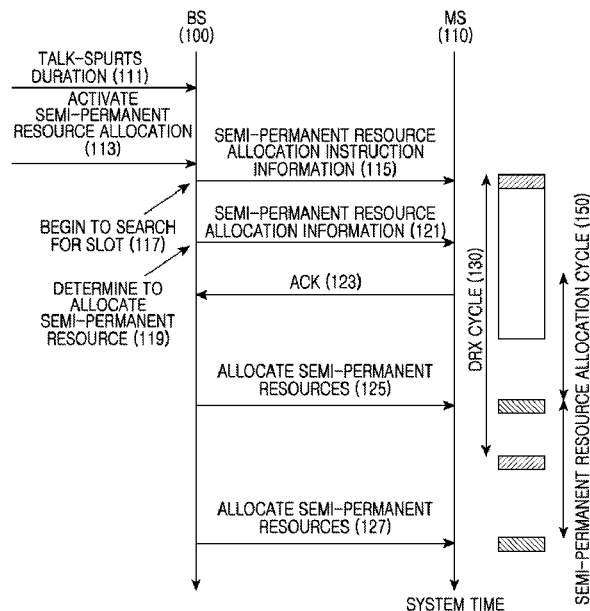 BS
(100)
MS
(110)
TALK-SPURTS
DURATION (111)
ACTIVATE
SEMI-PERMANENT
RESOURCE ALLOCATION
(113)
SEMI-PERMANENT RESOURCE
ALLOCATION INSTRUCTION
INFORMATION (115)
BEGIN TO SEARCH
FOR SLOT (117)
SEMI-PERMANENT RESOURCE
ALLOCATION INFORMATION (121)
DETERMINE TO
ALLOCATE
SEMI-PERMANENT
RESOURCE (119)
ACK (123)
ALLOCATE SEMI-PERMANENT
RESOURCES (125)
ALLOCATE SEMI-PERMANENT
RESOURCES (127)
DRX CYCLE (130)
SEMI-PERMANENT RESOURCE ALLOCATION CYCLE (150)
SYSTEM TIME